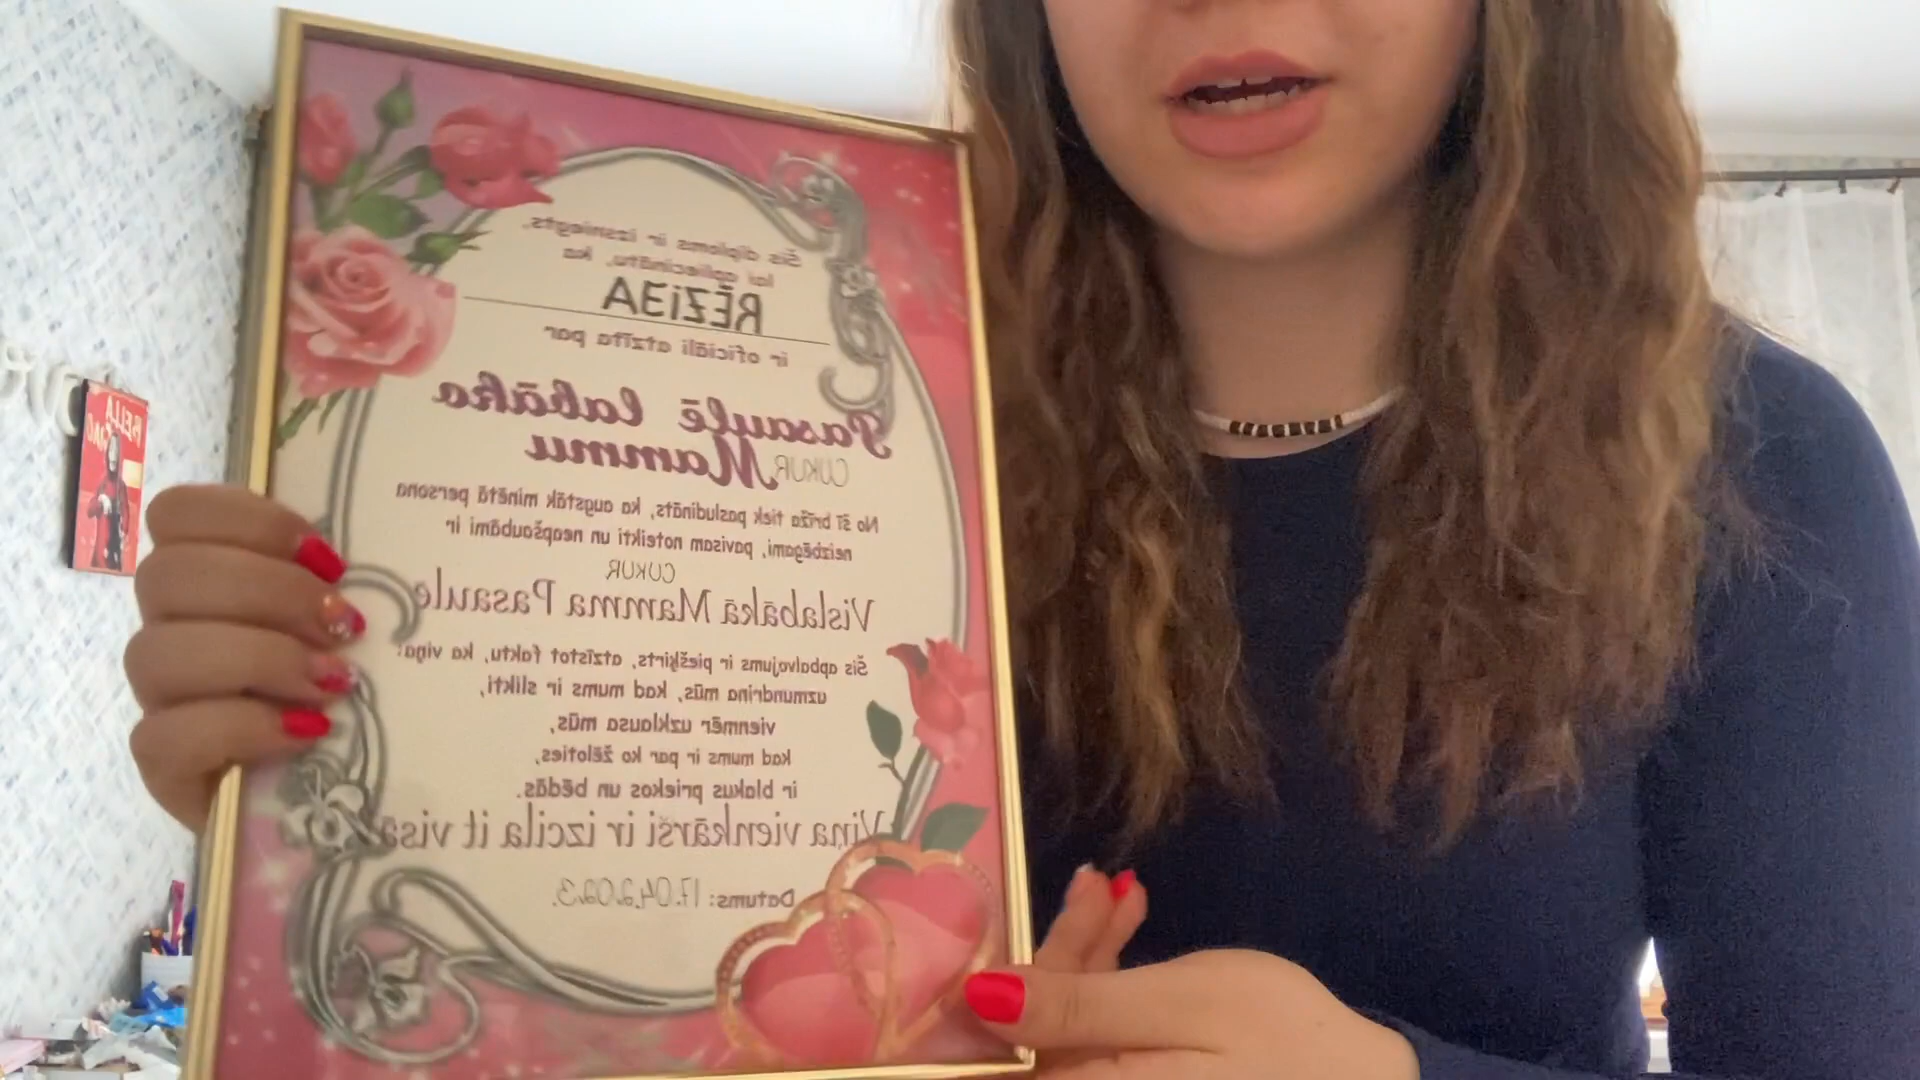 Šis diploms ir izsniegts,
lai apliecinātu, ka
RĒZiJA
ir oficiāli atzīta par
Pasaulē labāko
CUKUR Mammu
No šī brīža tiek pasludināts, ka augstāk minētā persona
neizbēgami, pavisam noteikti un neapšaubāmi ir
CUKUR
Vislabākā Mamma Pasaule
Šis apbalvojums ir piešķirts, atzīstot faktu, ka viņa:
uzmundrina mūs, kad mums ir slikti,
vienmēr uzklausa mūs,
kad mums ir par ko žēloties,
ir blakus priekos un bēdās.
Viņa vienkārši ir izcila it visā
Datums: 17.04.2023.
BELLA